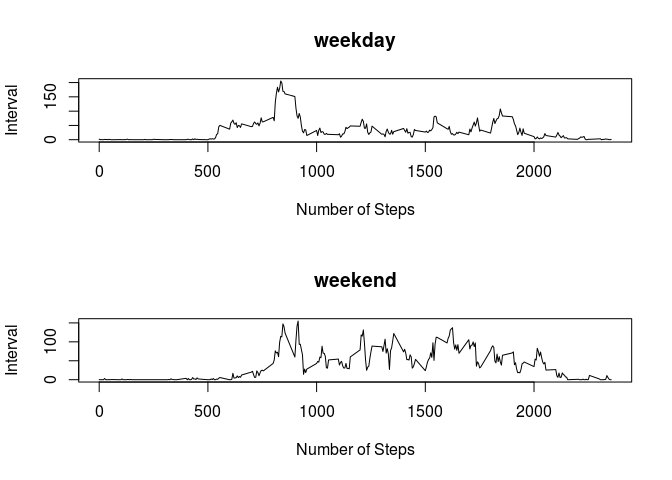 weekday
Interval
150
0
0 500 1000 1500 2000
Number of Steps
weekend
Interval
100
0
0 500 1000 1500 2000
Number of Steps